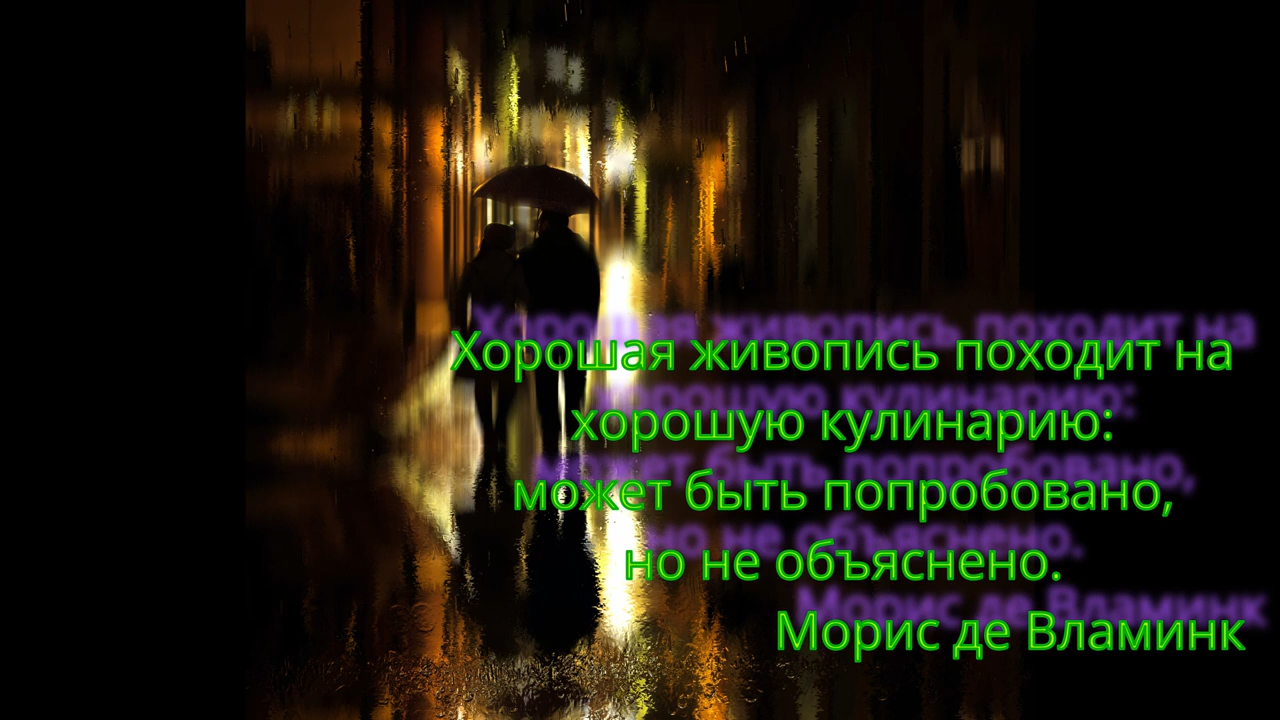 Хорошая живопись походит на
хорошую кулинарию:
может быть попробовано,
но не объяснено.
Морис де Вламинк